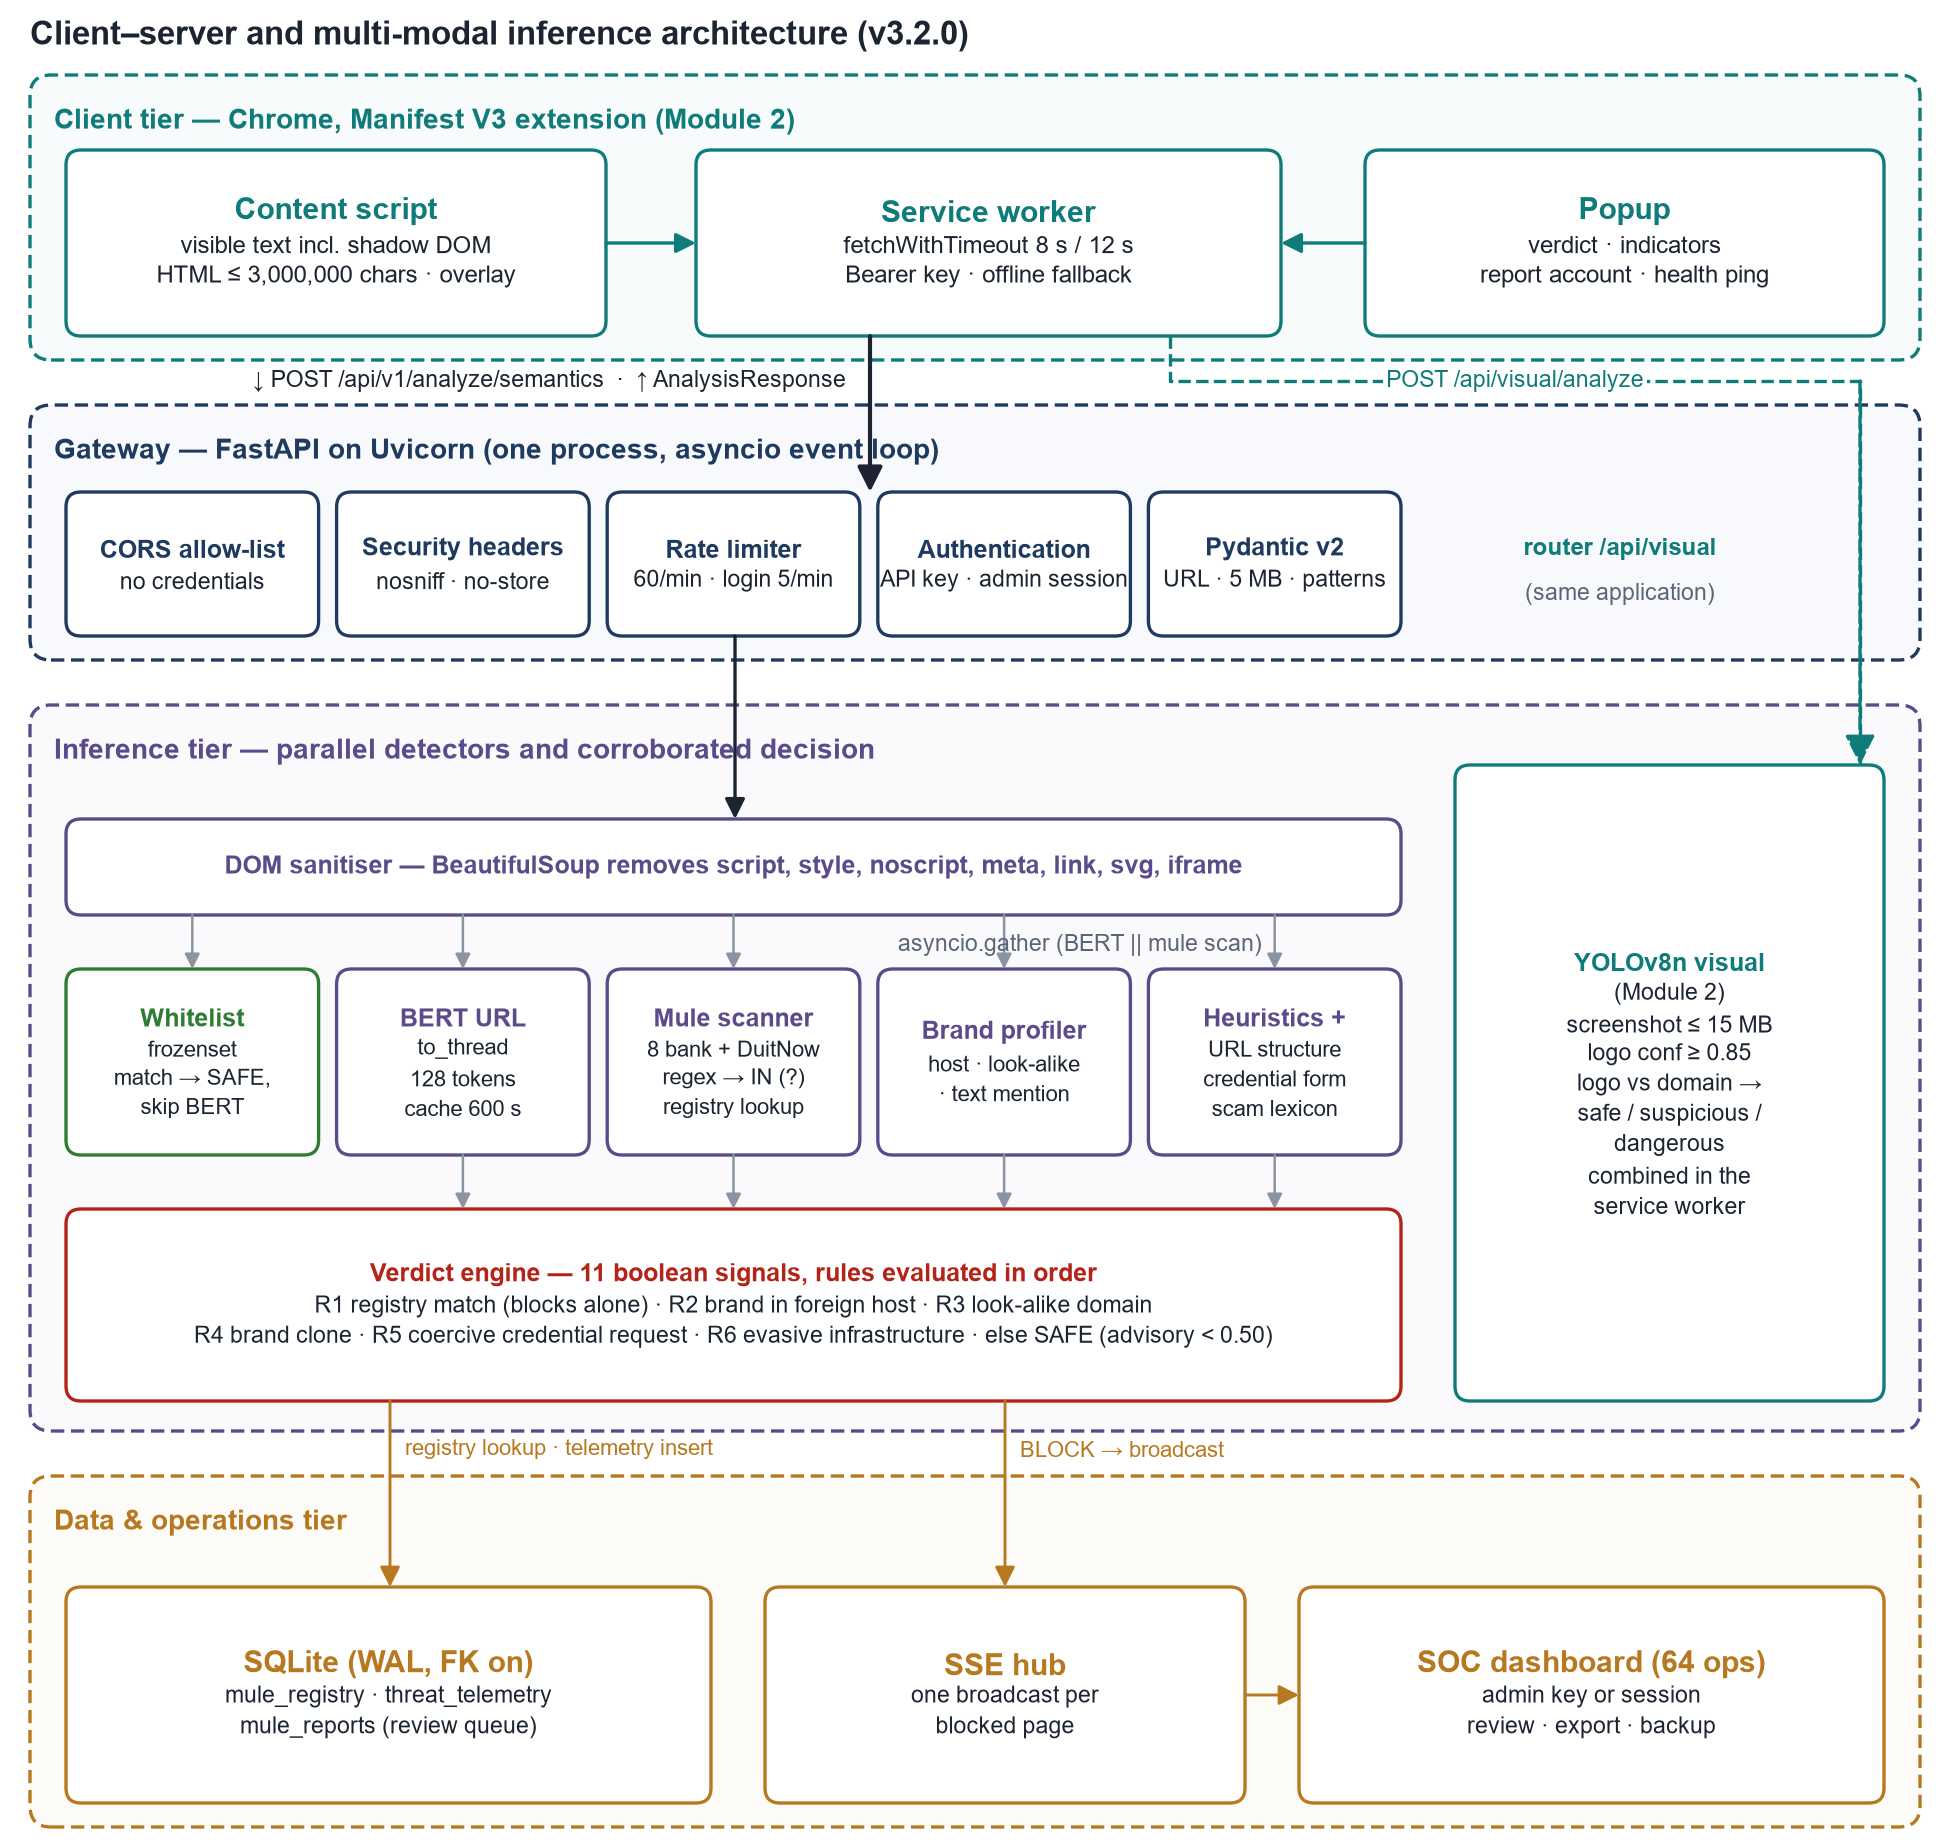 Client–server and multi-modal inference architecture (v3.2.0)
Client tier — Chrome, Manifest V3 extension (Module 2)
Content script
visible text incl. shadow DOM
HTML ≤ 3,000,000 chars · overlay
Service worker
fetchWithTimeout 8 s / 12 s
Bearer key · offline fallback
Popup
verdict · indicators
report account · health ping
↓ POST /api/v1/analyze/semantics · ↑ AnalysisResponse
POST /api/visual/analyze
Gateway — FastAPI on Uvicorn (one process, asyncio event loop)
CORS allow-list
no credentials
Security headers
nosniff · no-store
Rate limiter
60/min · login 5/min
Authentication
API key · admin session
Pydantic v2
URL · 5 MB · patterns
router /api/visual
(same application)
Inference tier — parallel detectors and corroborated decision
DOM sanitiser — BeautifulSoup removes script, style, noscript, meta, link, svg, iframe
asyncio.gather (BERT || mule scan)
Whitelist
frozenset
match → SAFE,
skip BERT
BERT URL
to_thread
128 tokens
cache 600 s
Mule scanner
8 bank + DuitNow
regex → IN (?)
registry lookup
Brand profiler
host · look-alike
· text mention
Heuristics +
URL structure
credential form
scam lexicon
YOLOv8n visual
(Module 2)
screenshot ≤ 15 MB
logo conf ≥ 0.85
logo vs domain →
safe / suspicious /
dangerous
combined in the
service worker
Verdict engine — 11 boolean signals, rules evaluated in order
R1 registry match (blocks alone) · R2 brand in foreign host · R3 look-alike domain
R4 brand clone · R5 coercive credential request · R6 evasive infrastructure · else SAFE (advisory < 0.50)
registry lookup · telemetry insert
BLOCK → broadcast
Data & operations tier
SQLite (WAL, FK on)
mule_registry · threat_telemetry
mule_reports (review queue)
SSE hub
one broadcast per
blocked page
SOC dashboard (64 ops)
admin key or session
review · export · backup